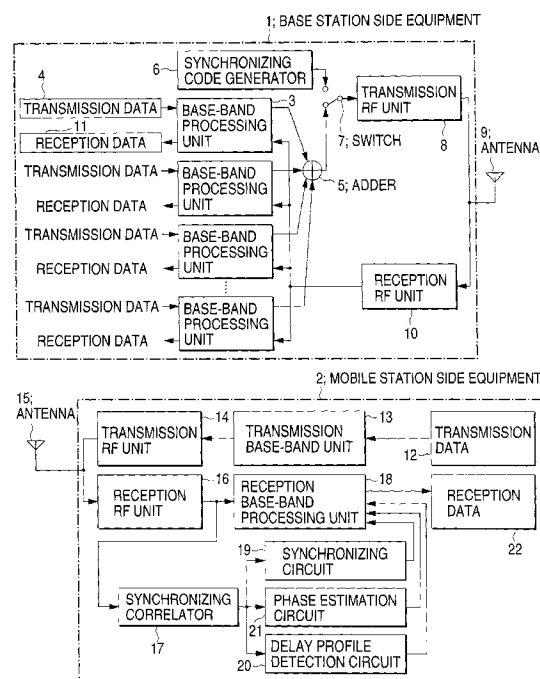 1; BASE STATION SIDE EQUIPMENT
6
SYNCHRONIZING
CODE GENERATOR
TRANSMISSION
RF UNIT
8
7; SWITCH
9;
ANTENNA
4
TRANSMISSION DATA
11
RECEPTION DATA
3
BASE-BAND
PROCESSING
UNIT
5; ADDER
TRANSMISSION DATA
RECEPTION DATA
BASE-BAND
PROCESSING
UNIT
TRANSMISSION DATA
RECEPTION DATA
BASE-BAND
PROCESSING
UNIT
TRANSMISSION DATA
RECEPTION DATA
BASE-BAND
PROCESSING
UNIT
RECEPTION
RF UNIT
10
2; MOBILE STATION SIDE EQUIPMENT
15;
ANTENNA
14
TRANSMISSION
RF UNIT
13
TRANSMISSION
BASE-BAND UNIT
TRANSMISSION
DATA
12
16
RECEPTION
RF UNIT
18
RECEPTION
BASE-BAND
PROCESSING UNIT
RECEPTION
DATA
22
19
SYNCHRONIZING
CIRCUIT
SYNCHRONIZING
CORRELATOR
17
PHASE ESTIMATION
CIRCUIT
21
DELAY PROFILE
DETECTION CIRCUIT
20